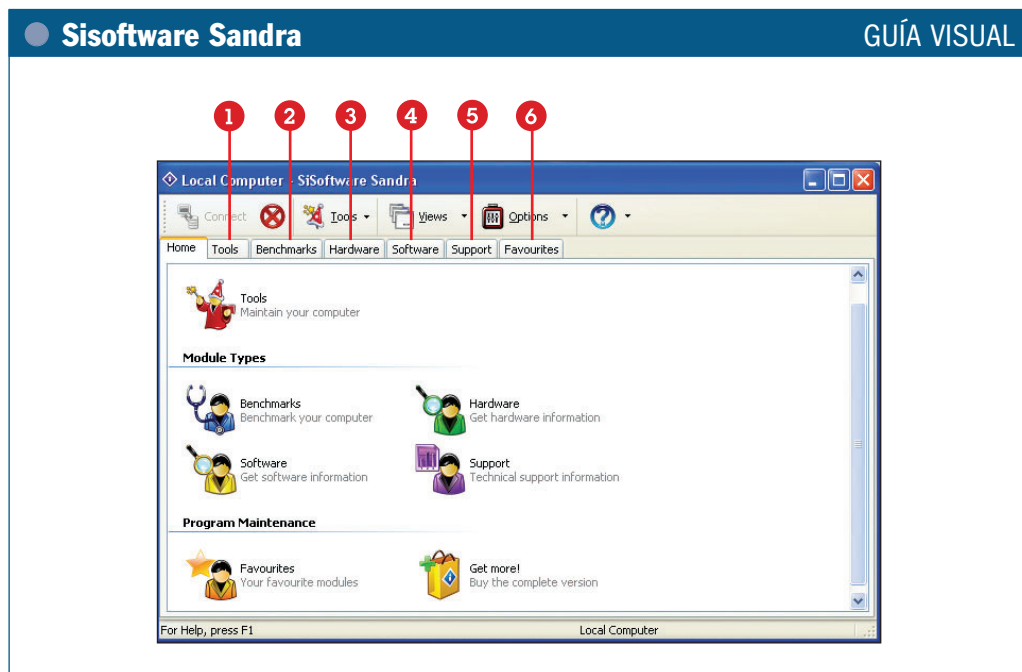 Sisoftware Sandra
GUÍA VISUAL
1 2 3 4 5 6
Local Computer - SiSoftware Sandra
Connect Tools Views Options
Home Tools Benchmarks Hardware Software Support Favourites
Tools
Maintain your computer
Module Types
Benchmarks
Benchmark your computer
Hardware
Get hardware information
Software
Get software information
Support
Technical support information
Program Maintenance
Favourites
Your favourite modules
Get more!
Buy the complete version
For Help, press F1
Local Computer